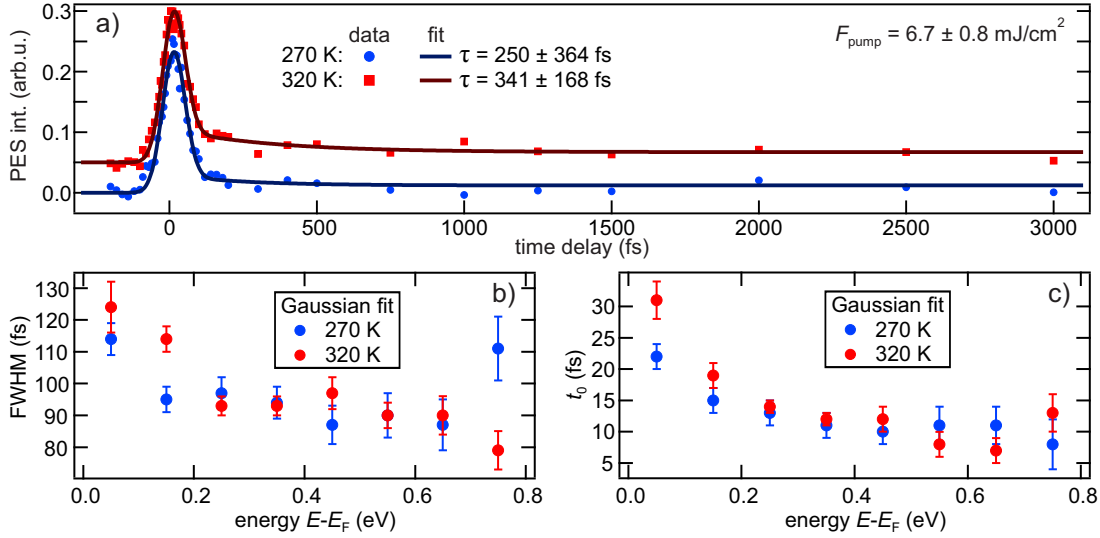 a)
F_pump = 6.7 ± 0.8 mJ/cm²
data fit
270 K: τ = 250 ± 364 fs
320 K: τ = 341 ± 168 fs
PES int. (arb.u.)
0.3
0.2
0.1
0.0
0 500 1000 1500 2000 2500 3000
time delay (fs)
b)
Gaussian fit
270 K
320 K
FWHM (fs)
130
120
110
100
90
80
0.0 0.2 0.4 0.6 0.8
energy E-E_F (eV)
c)
Gaussian fit
270 K
320 K
t_0 (fs)
30
25
20
15
10
5
0.0 0.2 0.4 0.6 0.8
energy E-E_F (eV)